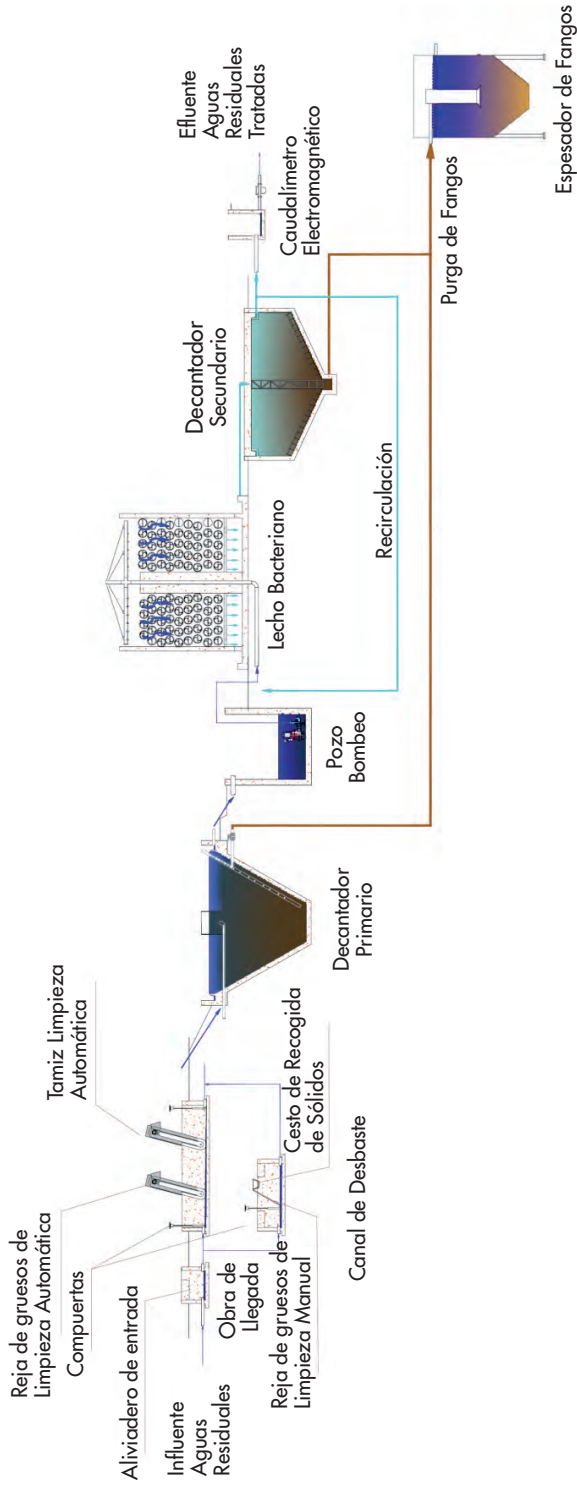 Reja de gruesos de
Limpieza Automática
Compuertas
Aliviadero de entrada
Influente
Aguas
Residuales
Tamiz Limpieza
Automática
Obra de
Llegada
Reja de gruesos de
Limpieza Manual
Cesto de Recogida
de Sólidos
Canal de Desbaste
Decantador
Primario
Pozo
Bombeo
Lecho Bacteriano
Decantador
Secundario
Recirculación
Caudalímetro
Electromagnético
Efluente
Aguas
Residuales
Tratadas
Purga de Fangos
Espesador de Fangos